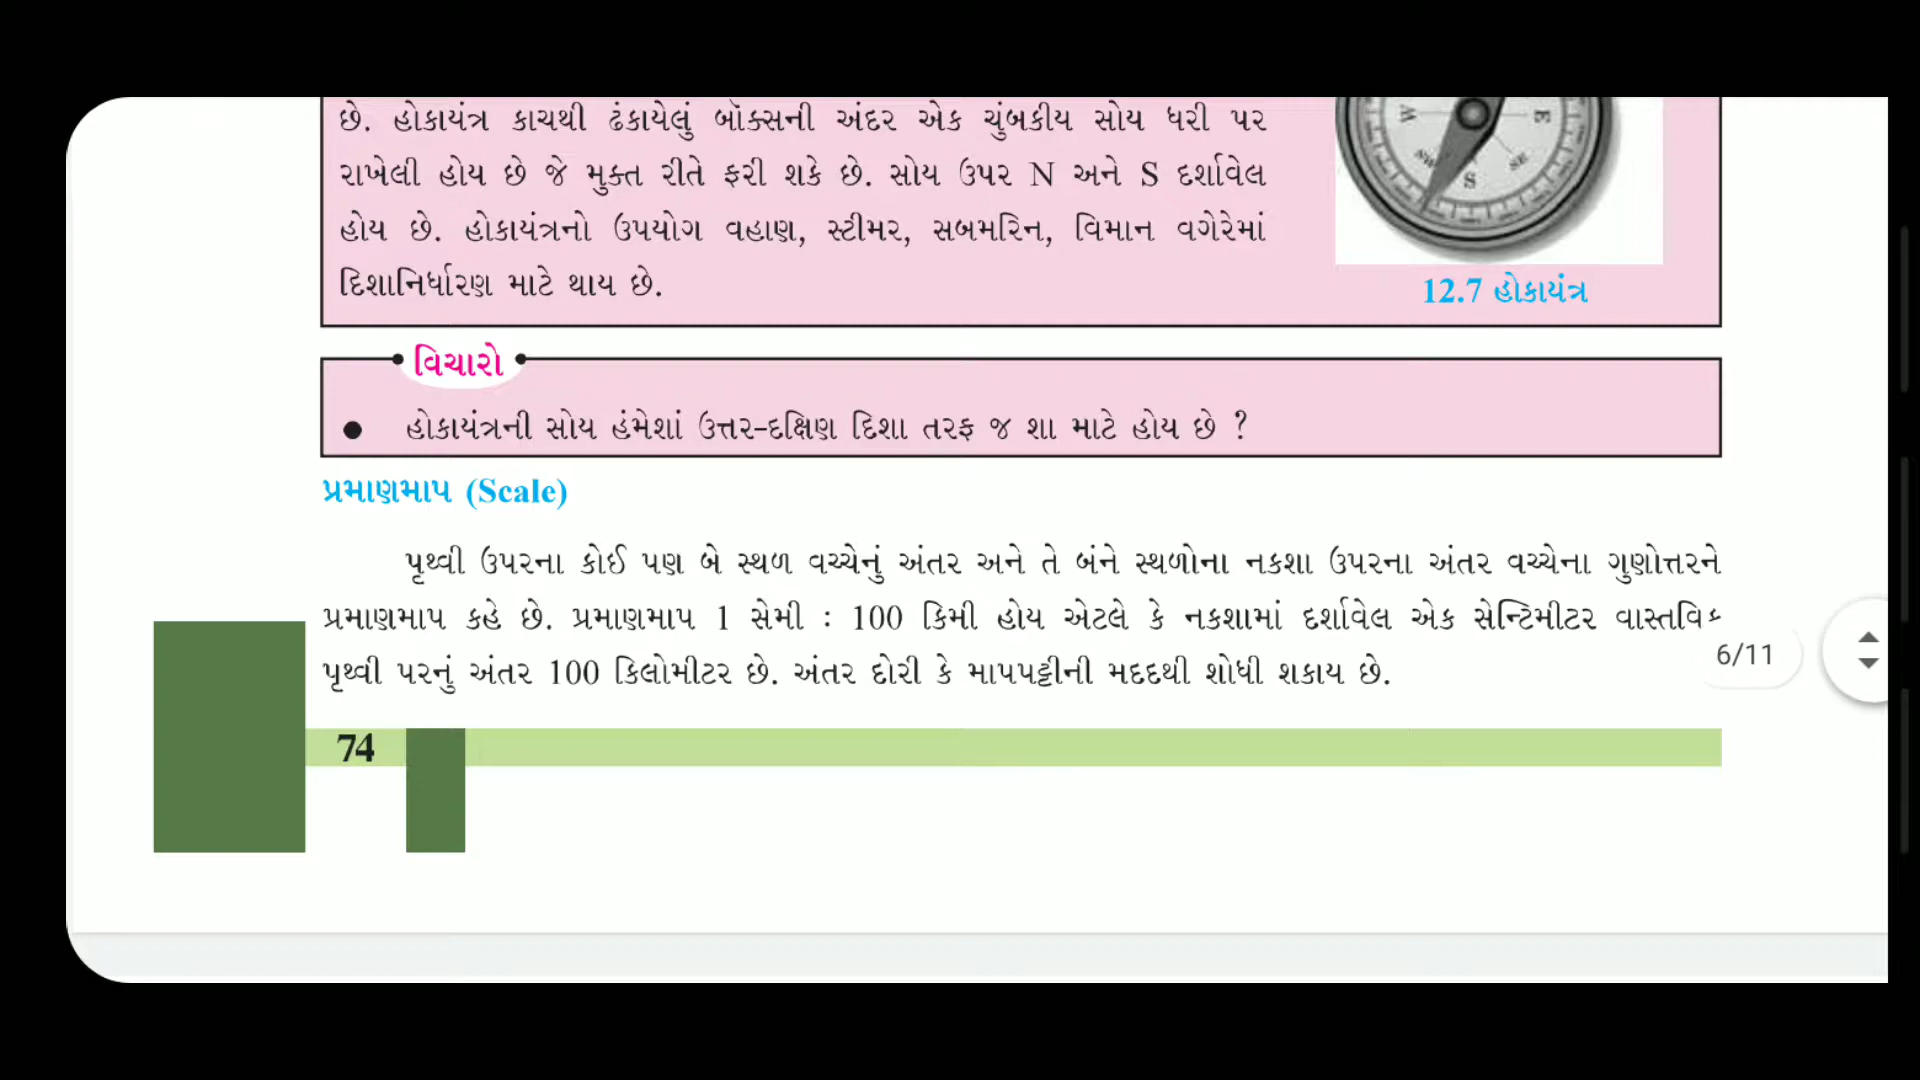 છે. હોકાયંત્ર કાચથી ઢંકાયેલું બૉક્સની અંદર એક ચુંબકીય સોય ધરી પર
રાખેલી હોય છે જે મુક્ત રીતે ફરી શકે છે. સોય ઉપર N અને S દર્શાવેલ
હોય છે. હોકાયંત્રનો ઉપયોગ વહાણ, સ્ટીમર, સબમરિન, વિમાન વગેરેમાં
દિશાનિર્ધારણ માટે થાય છે.
W E
SW S SE
12.7 હોકાયંત્ર
વિચારો
● હોકાયંત્રની સોય હંમેશાં ઉત્તર-દક્ષિણ દિશા તરફ જ શા માટે હોય છે ?
પ્રમાણમાપ (Scale)
પૃથ્વી ઉપરના કોઈ પણ બે સ્થળ વચ્ચેનું અંતર અને તે બંને સ્થળોના નકશા ઉપરના અંતર વચ્ચેના ગુણોત્તરને
પ્રમાણમાપ કહે છે. પ્રમાણમાપ 1 સેમી : 100 કિમી હોય એટલે કે નકશામાં દર્શાવેલ એક સેન્ટિમીટર વાસ્તવિક
પૃથ્વી પરનું અંતર 100 કિલોમીટર છે. અંતર દોરી કે માપપટ્ટીની મદદથી શોધી શકાય છે.
6/11
74